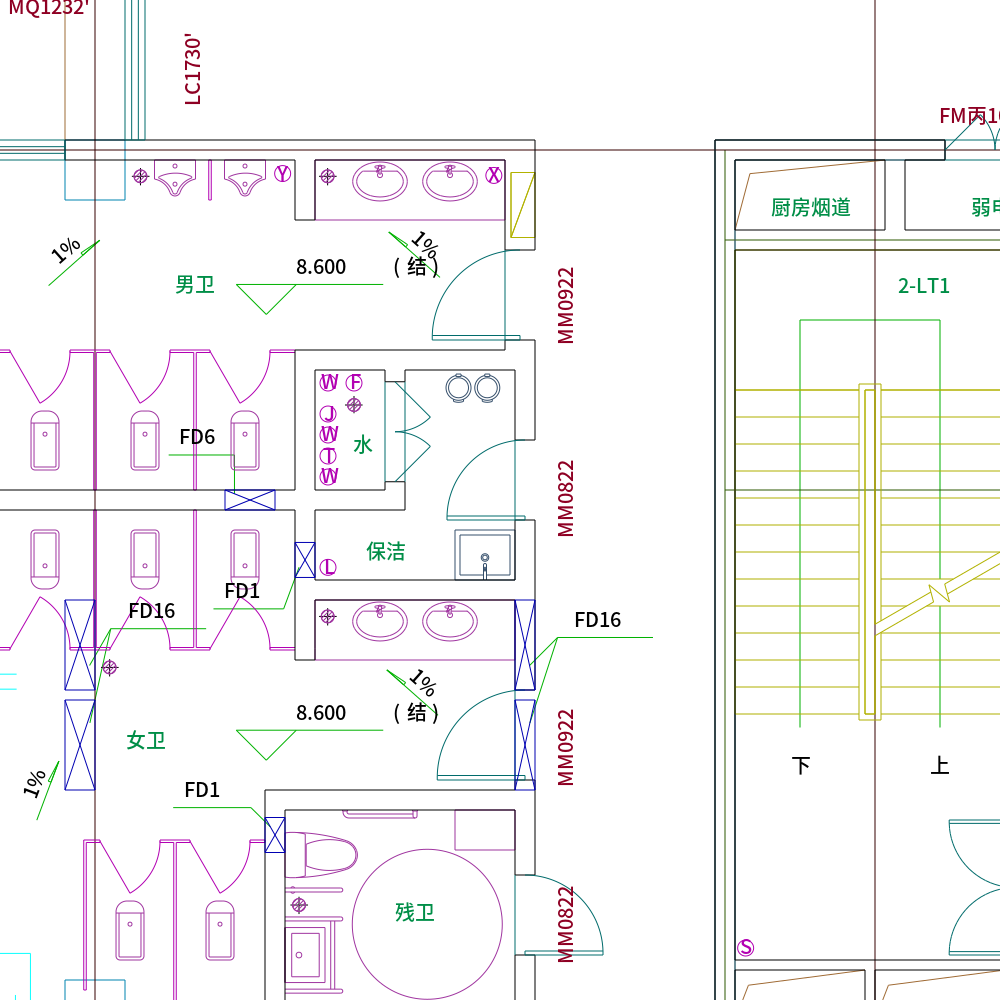 MQ1232'
LC1730'
FM丙10
Y
X
厨房烟道
弱电
1%
1%
男卫
8.600
(结)
MM0922
2-LT1
W
F
J
W
T
W
水
FD6
MM0822
保洁
L
FD1
FD16
FD16
1%
8.600
(结)
女卫
MM0922
下
上
1%
FD1
残卫
MM0822
S